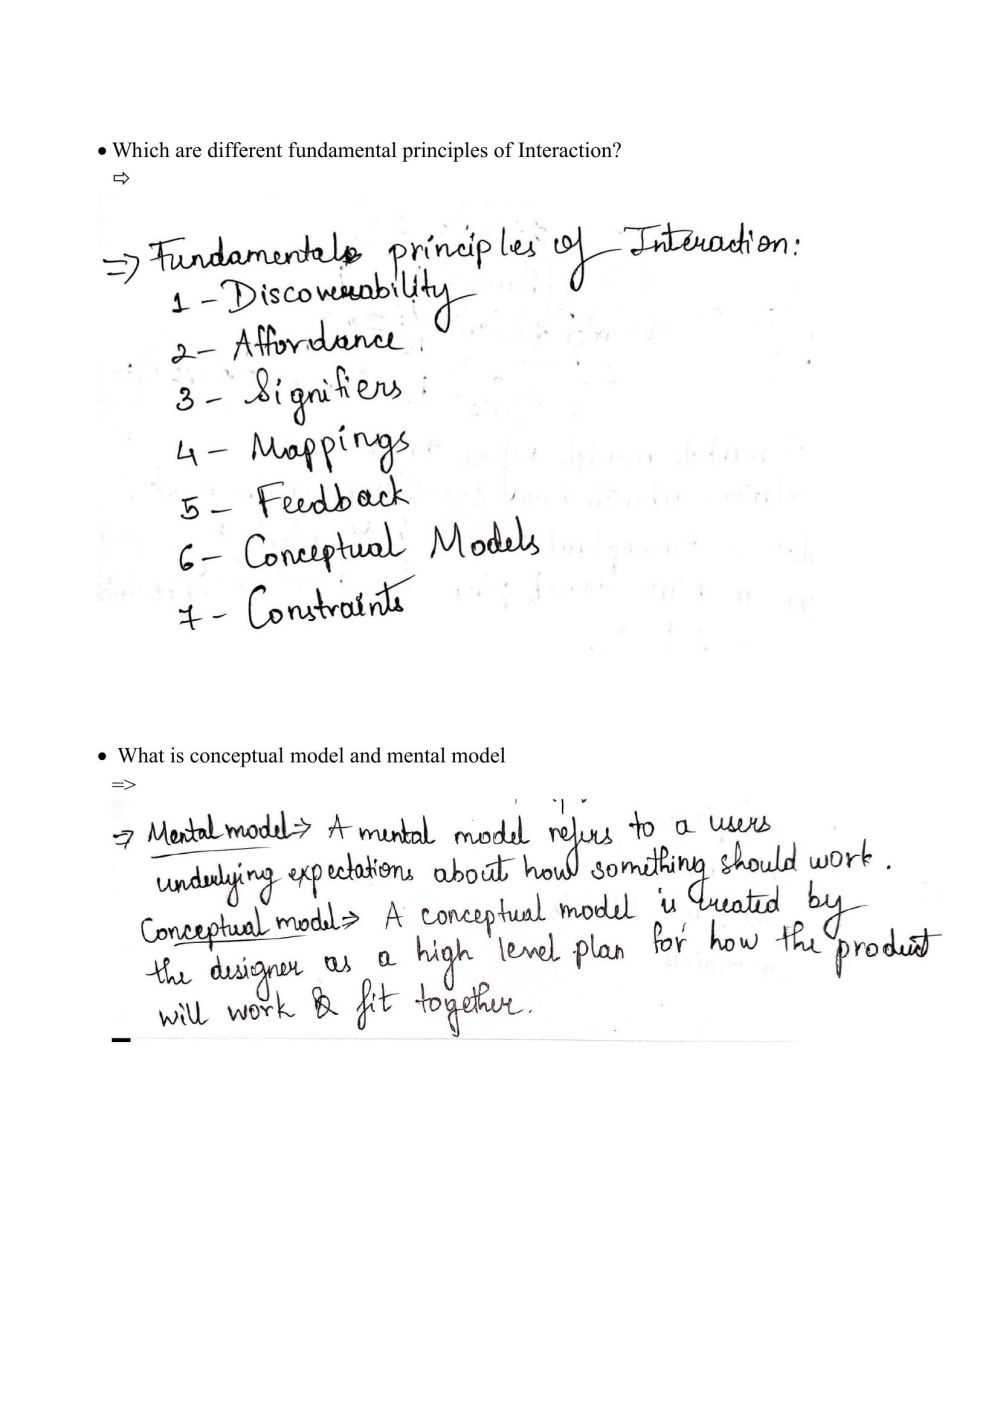 • Which are different fundamental principles of Interaction?
⇨
⇒ Fundamentals principles of Interaction:
1 - Discoverability
2 - Affordance
3 - Signifiers :
4 - Mappings
5 - Feedback
6 - Conceptual Models
7 - Constraints
• What is conceptual model and mental model
=>
⇒ Mental model ⇒ A mental model refers to a users
underlying expectations about how something should work.
Conceptual model ⇒ A conceptual model is created by
the designer as a high level plan for how the product
will work & fit together.